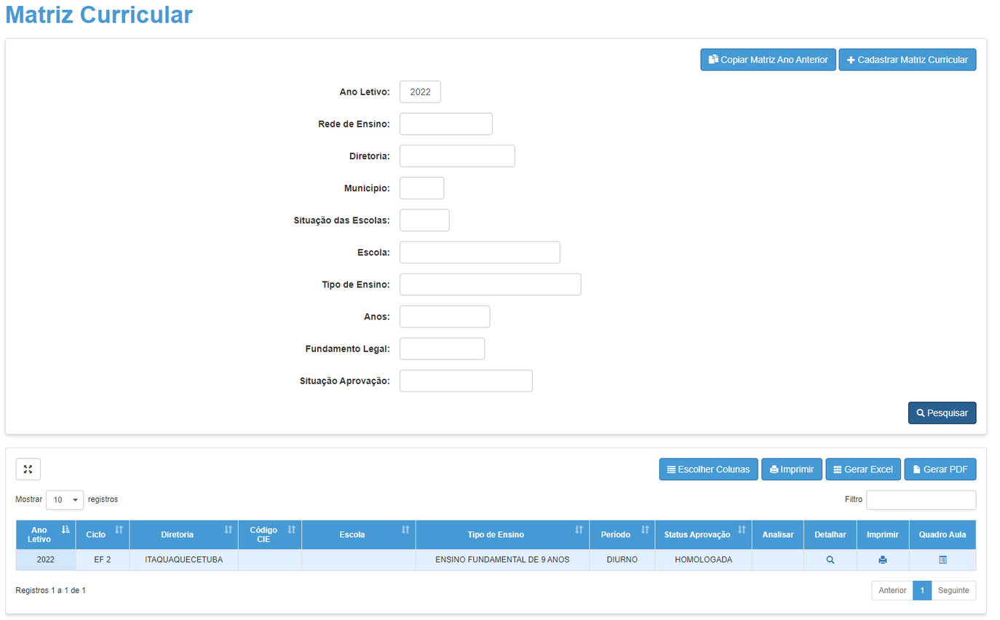 Matriz Curricular
Copiar Matriz Ano Anterior
Cadastrar Matriz Curricular
Ano Letivo: 2022
Rede de Ensino:
Diretoria:
Município:
Situação das Escolas:
Escola:
Tipo de Ensino:
Anos:
Fundamento Legal:
Situação Aprovação:
Pesquisar
Escolher Colunas Imprimir Gerar Excel Gerar PDF
Mostrar 10 registros Filtro
Ano Letivo Ciclo Diretoria Código CIE Escola Tipo de Ensino Período Status Aprovação Analisar Detalhar Imprimir Quadro Aula
2022 EF 2 ITAQUAQUECETUBA ENSINO FUNDAMENTAL DE 9 ANOS DIURNO HOMOLOGADA
Registros 1 a 1 de 1 Anterior 1 Seguinte